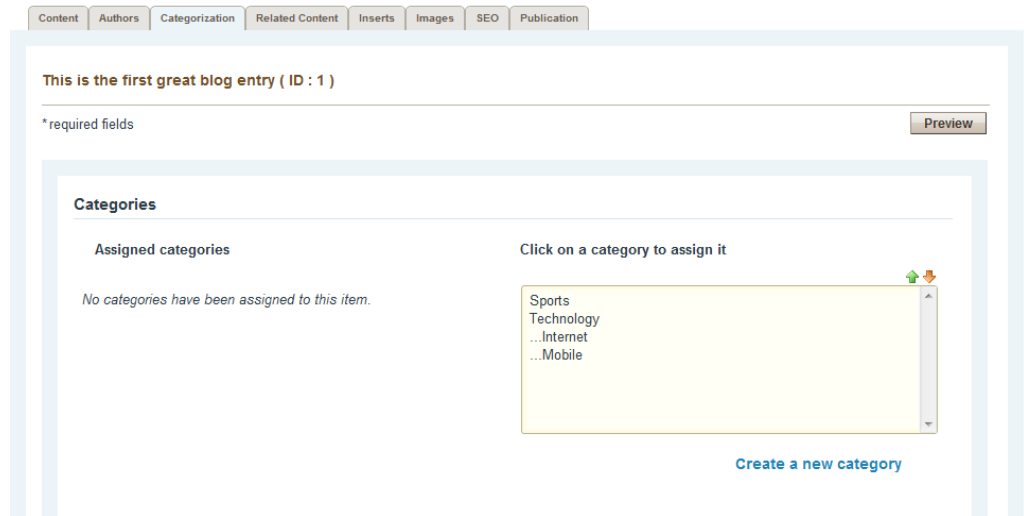 Content Authors Categorization Related Content Inserts Images SEO Publication
This is the first great blog entry ( ID : 1 )
* required fields
Preview
Categories
Assigned categories
Click on a category to assign it
No categories have been assigned to this item.
Sports
Technology
...Internet
...Mobile
Create a new category